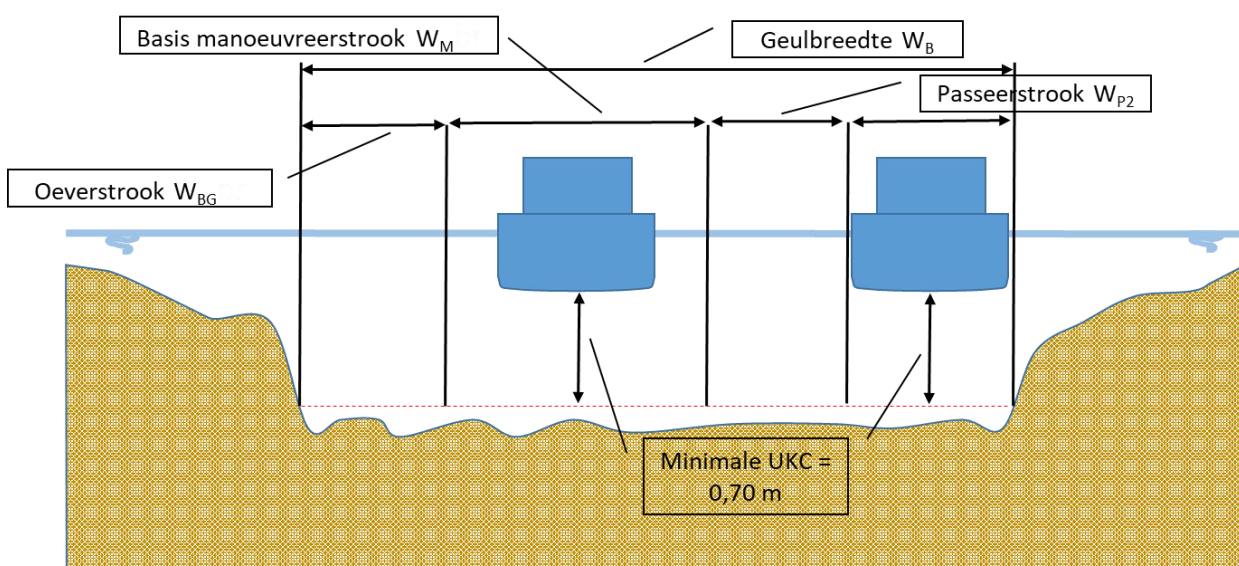 Basis manoeuvreerstrook W_M
Geulbreedte W_B
Passeerstrook W_P2
Oeverstrook W_BG
Minimale UKC =
0,70 m